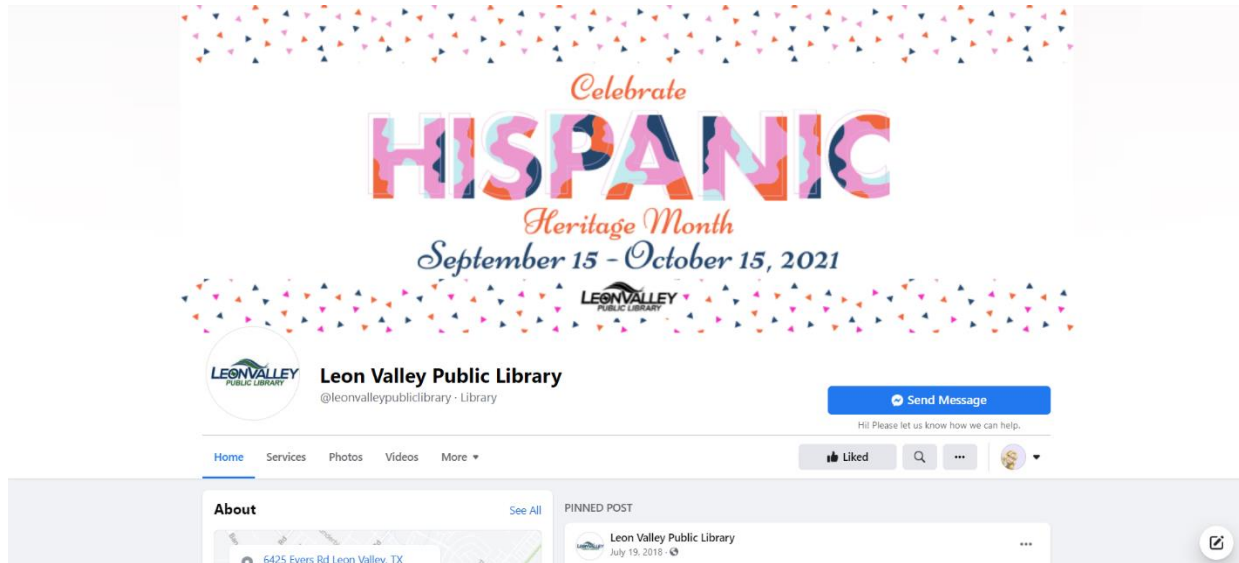 Celebrate
HISPANIC
Heritage Month
September 15 - October 15, 2021
LEONVALLEY
PUBLIC LIBRARY
LEONVALLEY
PUBLIC LIBRARY
Leon Valley Public Library
@leonvalleypubliclibrary · Library
Send Message
Hi! Please let us know how we can help.
Home Services Photos Videos More
Liked
About See All
PINNED POST
6425 Evers Rd Leon Valley, TX
Leon Valley Public Library
July 19, 2018 ·